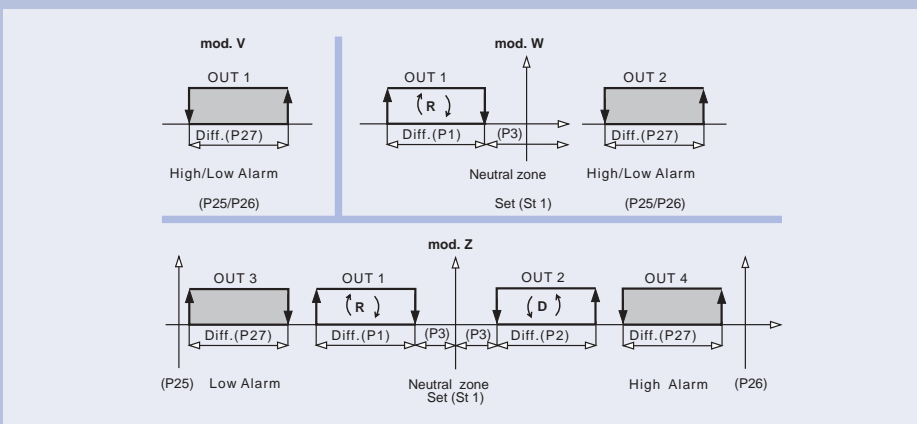 mod. V
OUT 1
Diff.(P27)
High/Low Alarm
(P25/P26)
mod. W
OUT 1
R
Diff.(P1)
(P3)
Neutral zone
Set (St 1)
OUT 2
Diff.(P27)
High/Low Alarm
(P25/P26)
mod. Z
OUT 3
OUT 1
OUT 2
OUT 4
R
D
Diff.(P27)
Diff.(P1)
(P3)
(P3)
Diff.(P2)
Diff.(P27)
(P25)
Low Alarm
Neutral zone
Set (St 1)
High Alarm
(P26)